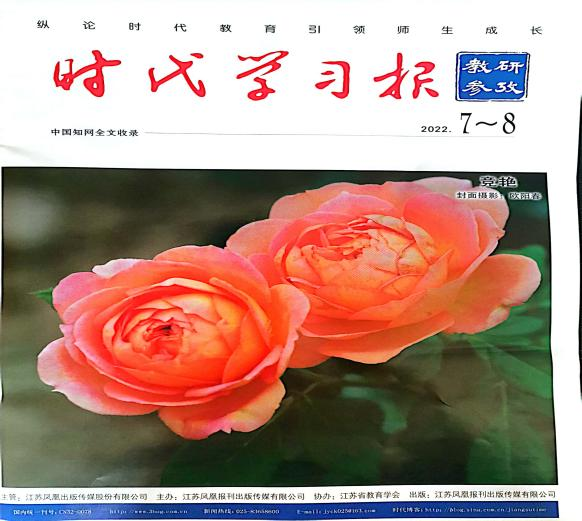 纵论时代教育引领师生成长
时代学习报
教研
参攷
中国知网全文收录
2022. 7～8
竞艳
封面摄影：欧阳春
主管：江苏凤凰出版传媒股份有限公司 主办：江苏凤凰报刊出版传媒有限公司 协办：江苏省教育学会 出版：江苏凤凰报刊出版传媒有限公司
国内统一刊号：CN32-0078 http://www.3hog.com.cn 新闻热线：025-83658600 E-mail:jyck025@163.com 时代博客：http://blog.sina.com.cn/jiangsutime